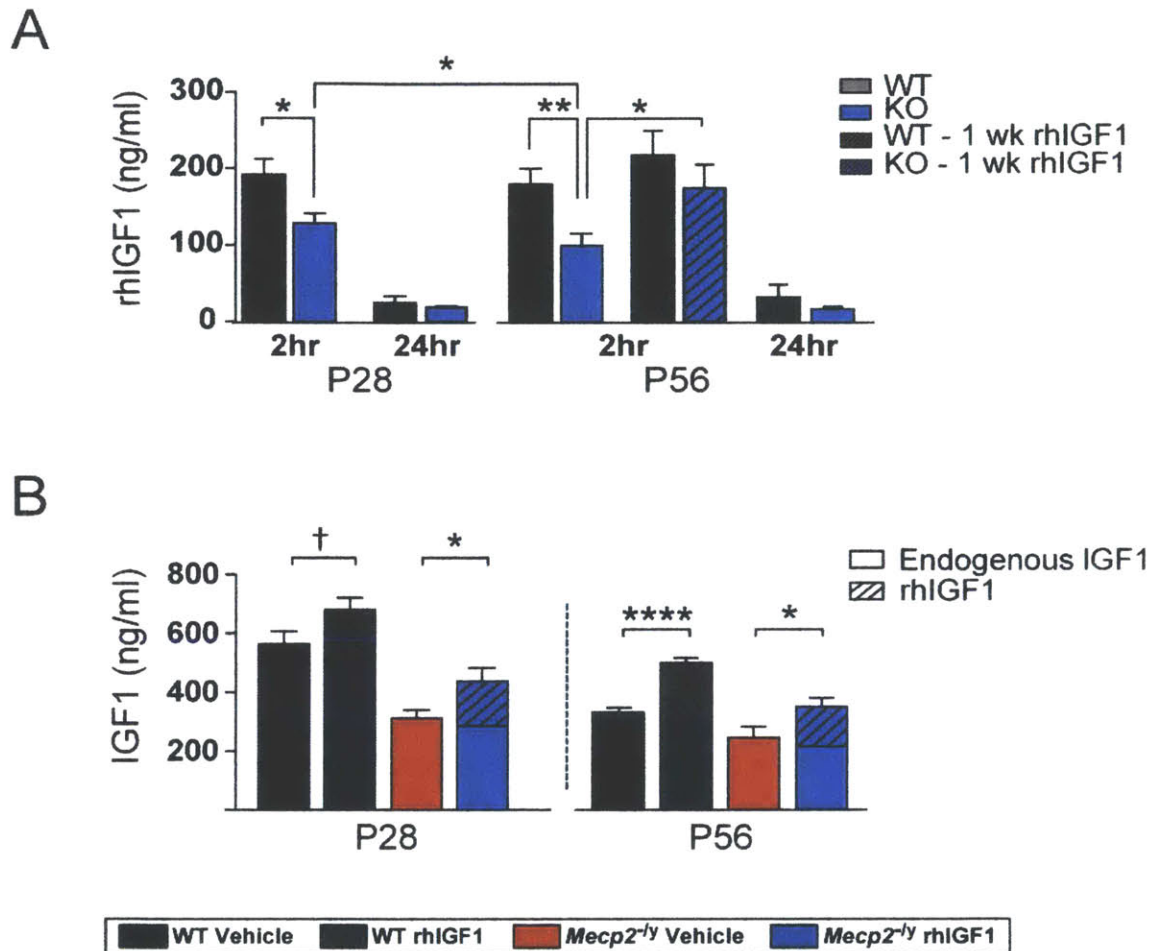 A
*
300
200
100
0
rhIGF1 (ng/ml)
*
**
*
WT
KO
WT - 1 wk rhIGF1
KO - 1 wk rhIGF1
2hr 24hr 2hr 24hr
P28 P56
B
† *
**** *
800
600
400
200
IGF1 (ng/ml)
Endogenous IGF1
rhIGF1
P28 P56
WT Vehicle WT rhIGF1 Mecp2-/y Vehicle Mecp2-/y rhIGF1